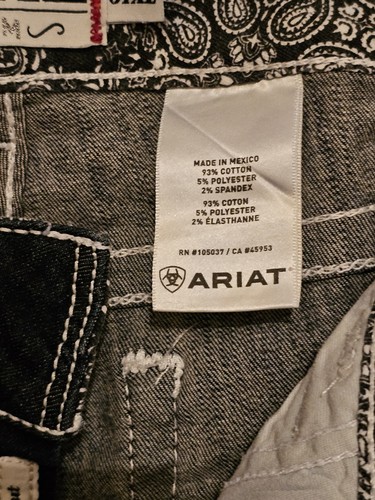 S
MADE IN MEXICO
93% COTTON
5% POLYESTER
2% SPANDEX
93% COTON
5% POLYESTER
2% ÉLASTHANNE
RN #105037 / CA #45953
ARIAT